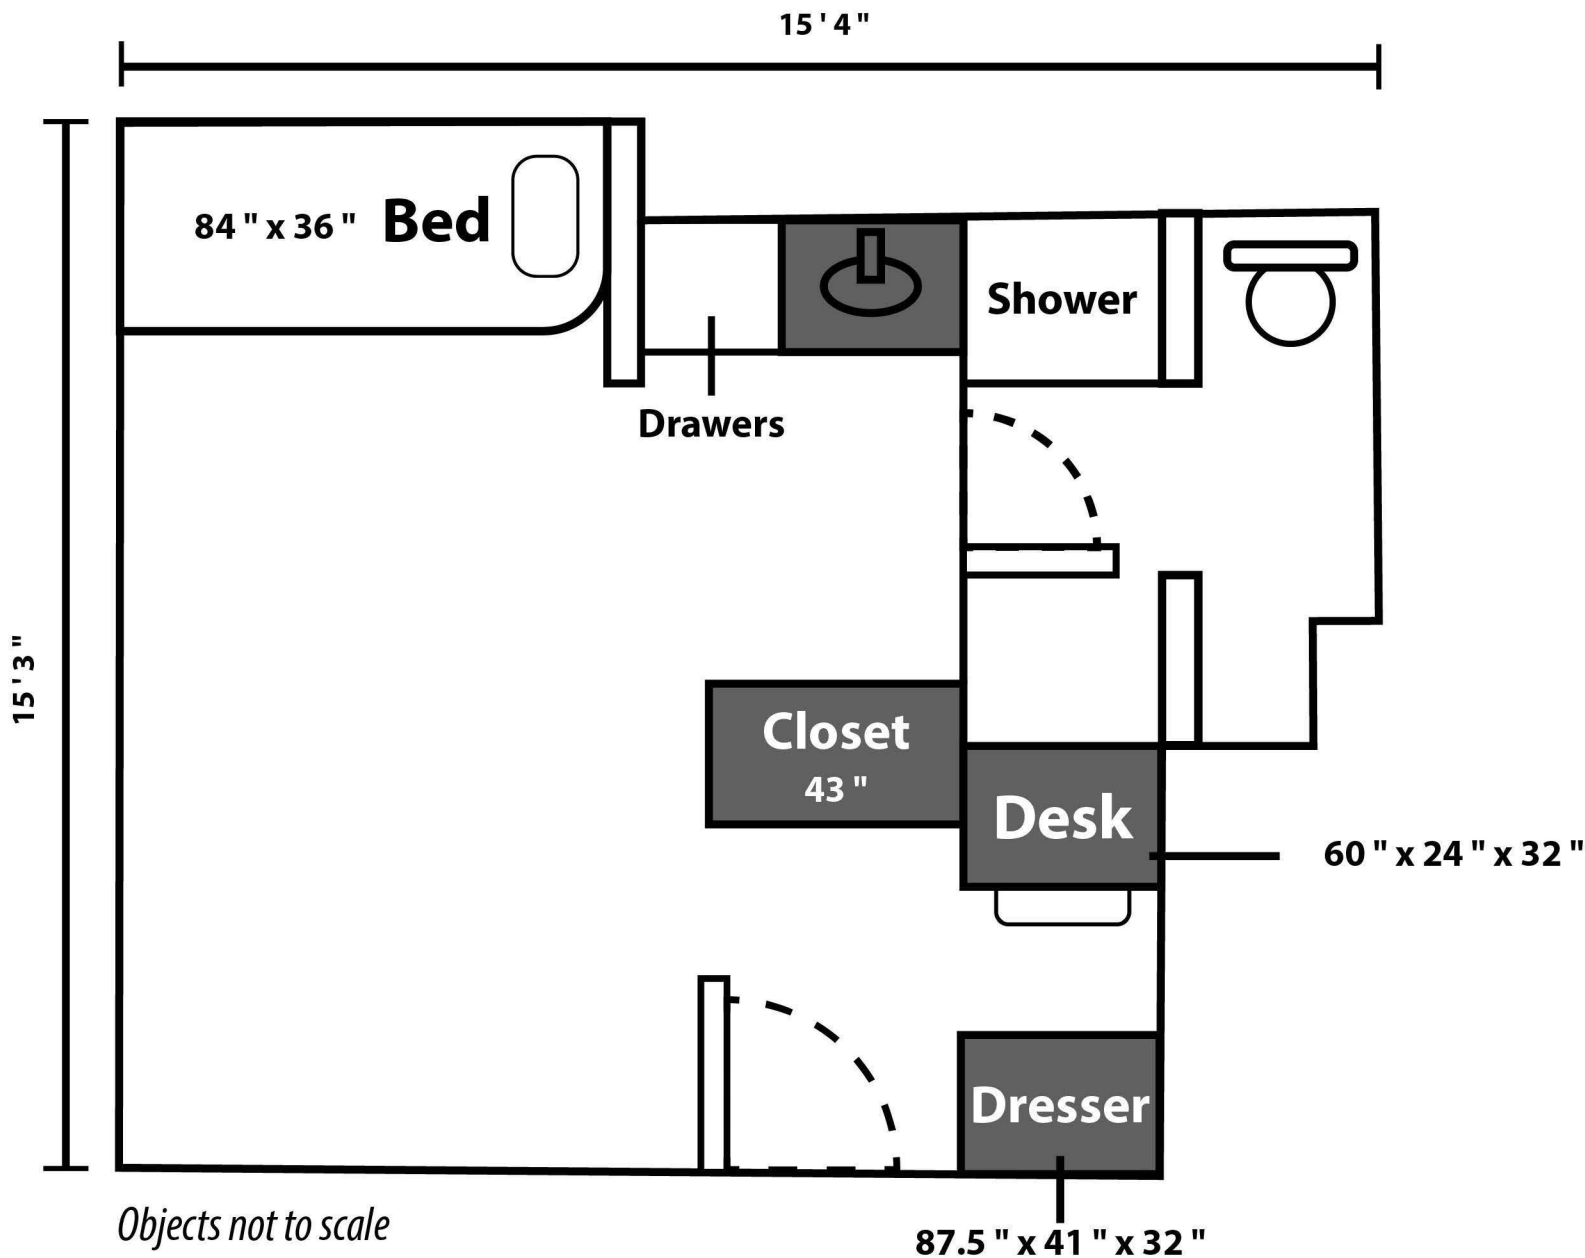 15 ' 4 "
84 " x 36 " Bed
Shower
Drawers
15 ' 3 "
Closet
43 "
Desk
60 " x 24 " x 32 "
Dresser
Objects not to scale
87.5 " x 41 " x 32 "